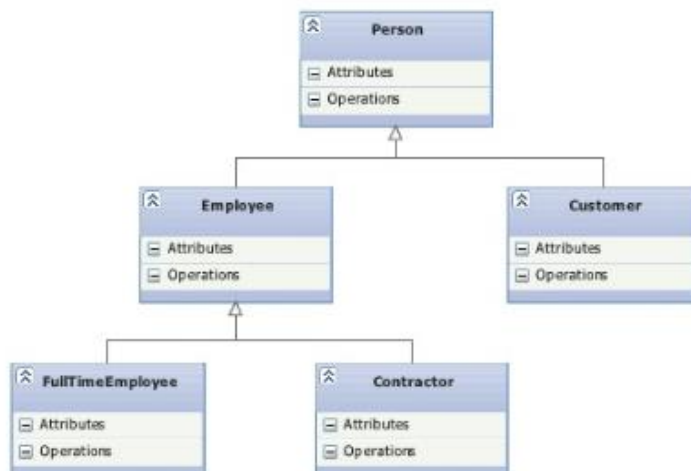 Person
Attributes
Operations
Employee
Attributes
Operations
Customer
Attributes
Operations
FullTimeEmployee
Attributes
Operations
Contractor
Attributes
Operations